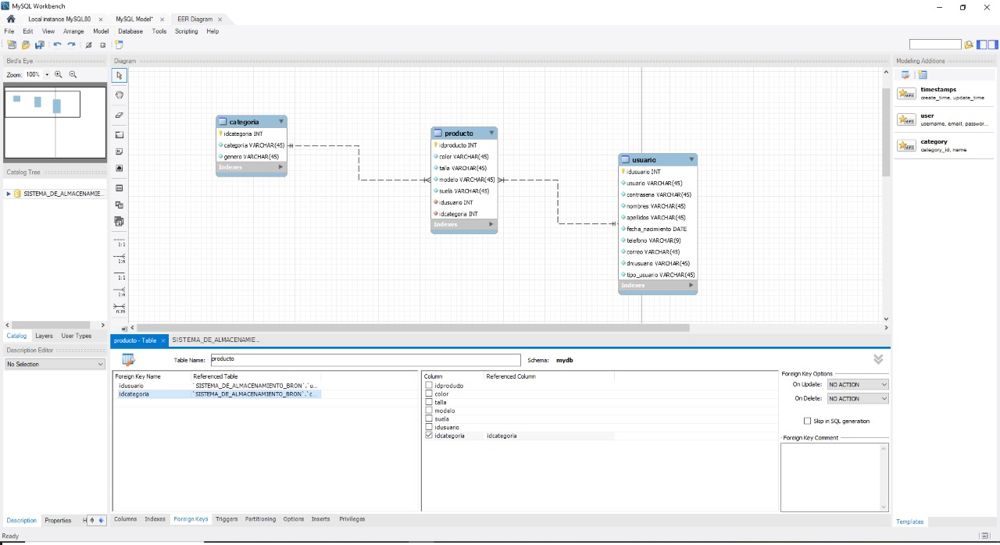 MySQL Workbench
Local instance MySQL80 × MySQL Model* × EER Diagram ×
File Edit View Arrange Model Database Tools Scripting Help
Bird's Eye
Zoom: 100%
Catalog Tree
SISTEMA_DE_ALMACENAMIE...
Catalog Layers User Types
Description Editor
No Selection
Description Properties H
Ready
Diagram
1:1
1:n
1:1
1:n
n:m
categoria
idcategoria INT
categoria VARCHAR(45)
genero VARCHAR(45)
Indexes
producto
idproducto INT
color VARCHAR(45)
talla VARCHAR(45)
modelo VARCHAR(45)
suela VARCHAR(45)
idusuario INT
idcategoria INT
Indexes
usuario
idusuario INT
usuario VARCHAR(45)
contrasena VARCHAR(45)
nombres VARCHAR(45)
apellidos VARCHAR(45)
fecha_nacimiento DATE
telefono VARCHAR(9)
correo VARCHAR(45)
dniusuario VARCHAR(45)
tipo_usuario VARCHAR(45)
Indexes
Modeling Additions
timestamps
create_time, update_time
user
username, email, passwor...
category
category_id, name
Templates
producto - Table × SISTEMA_DE_ALMACENAMIE...
Table Name: producto Schema: mydb
Foreign Key Name Referenced Table
idusuario `SISTEMA_DE_ALMACENAMIENTO_BRON`.`u...
idcategoria `SISTEMA_DE_ALMACENAMIENTO_BRON`.`c...
Column Referenced Column
idproducto
color
talla
modelo
suela
idusuario
idcategoria idcategoria
Foreign Key Options
On Update: NO ACTION
On Delete: NO ACTION
Skip in SQL generation
Foreign Key Comment
Columns Indexes Foreign Keys Triggers Partitioning Options Inserts Privileges